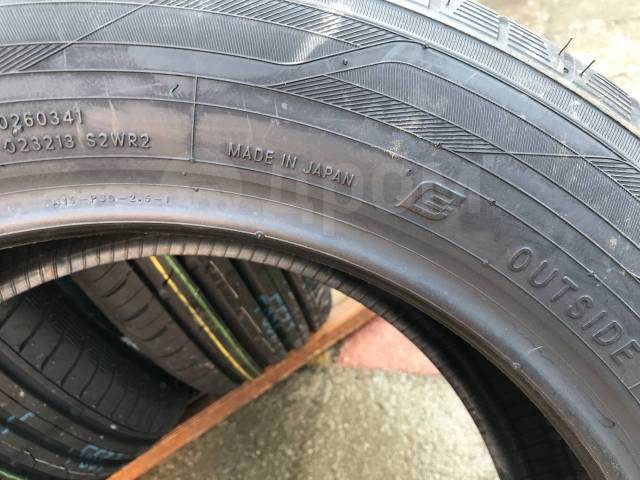 0260341
023213 S2WR2
MADE IN JAPAN
OUTSIDE